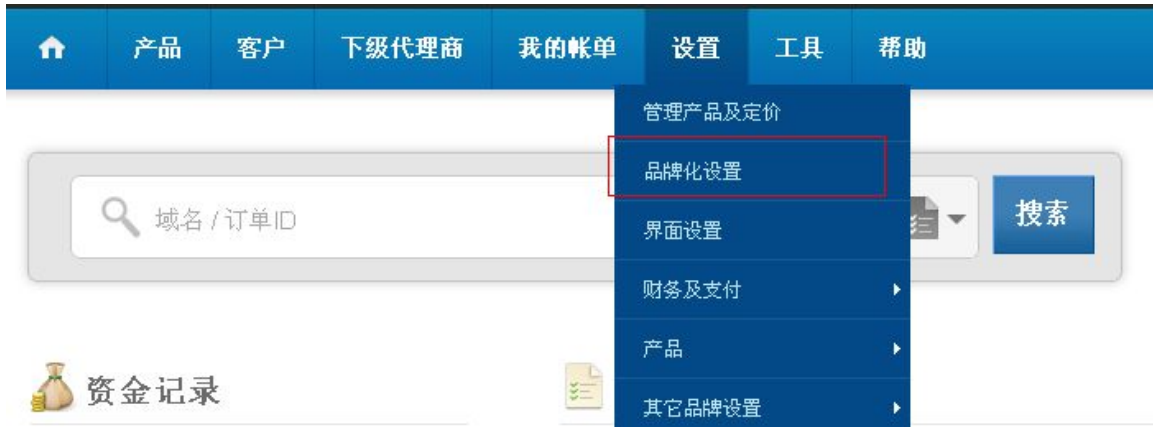 产品 客户 下级代理商 我的帐单 设置 工具 帮助
管理产品及定价
品牌化设置
域名 / 订单ID
搜索
界面设置
财务及支付
产品
资金记录
其它品牌设置